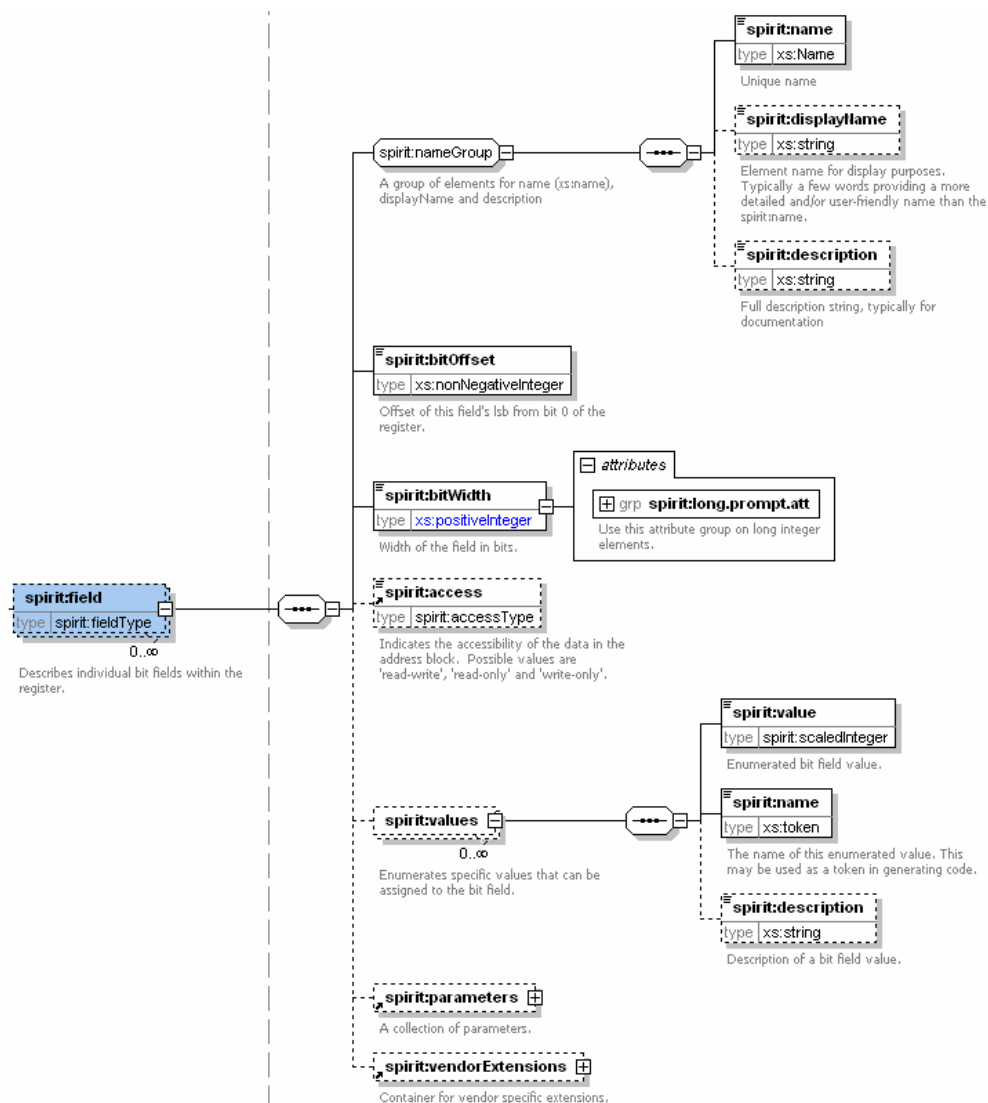 spirit:name
type xs:Name
Unique name
spirit:displayName
type xs:string
Element name for display purposes.
Typically a few words providing a more
detailed and/or user-friendly name than the
spirit:name.
spirit:nameGroup
A group of elements for name (xs:name),
displayName and description
spirit:description
type xs:string
Full description string, typically for
documentation
spirit:bitOffset
type xs:nonNegativeInteger
Offset of this field's lsb from bit 0 of the
register.
attributes
grp spirit:long.prompt.att
Use this attribute group on long integer
elements.
spirit:bitWidth
type xs:positiveInteger
Width of the field in bits.
spirit:field
type spirit:fieldType
0..∞
Describes individual bit fields within the
register.
spirit:access
type spirit:accessType
Indicates the accessibility of the data in the
address block. Possible values are
'read-write', 'read-only' and 'write-only'.
spirit:value
type spirit:scaledInteger
Enumerated bit field value.
spirit:values
0..∞
Enumerates specific values that can be
assigned to the bit field.
spirit:name
type xs:token
The name of this enumerated value. This
may be used as a token in generating code.
spirit:description
type xs:string
Description of a bit field value.
spirit:parameters
A collection of parameters.
spirit:vendorExtensions
Container for vendor specific extensions.